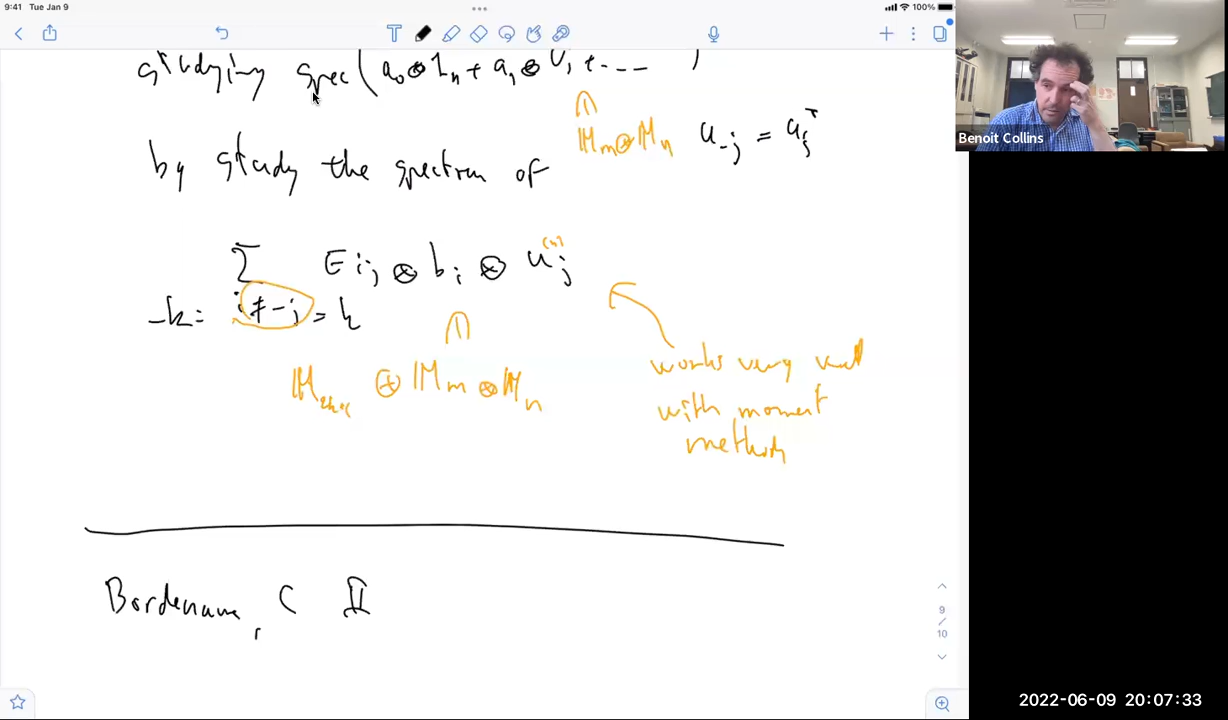 9:41 Tue Jan 9
100%
studying spec(a₀⊗1ₙ + a₁⊗U₁ + --- )
𝕄ₘ⊗𝕄ₙ
by study the spectrum of
Σ Eij ⊗ bi ⊗ uj⁽ⁿ⁾
-k = i ≠ -j = k
⊗ 𝕄ₘ ⊗ 𝕄ₙ
works very well
with moment
method
Bordenave, C II
9
/
10
Benoit Collins
2022-06-09 20:07:33